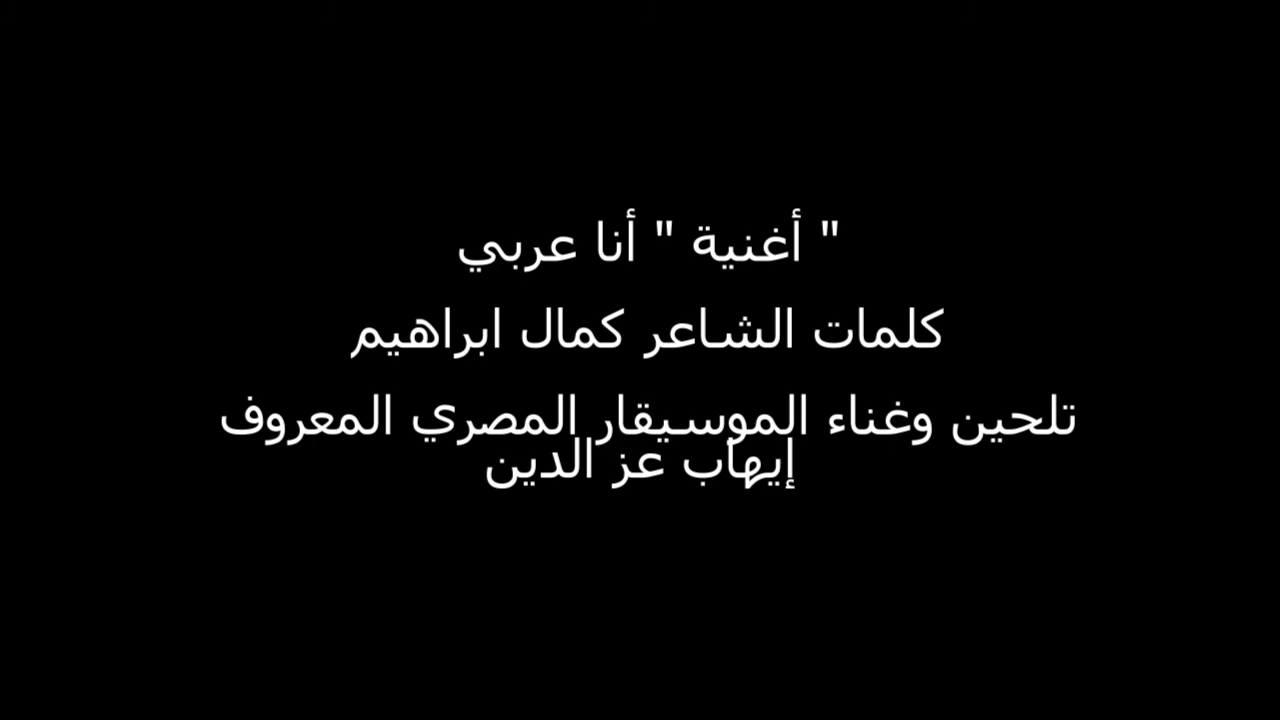 " أغنية " أنا عربي
كلمات الشاعر كمال ابراهيم
تلحين وغناء الموسيقار المصري المعروف
إيهاب عز الدين